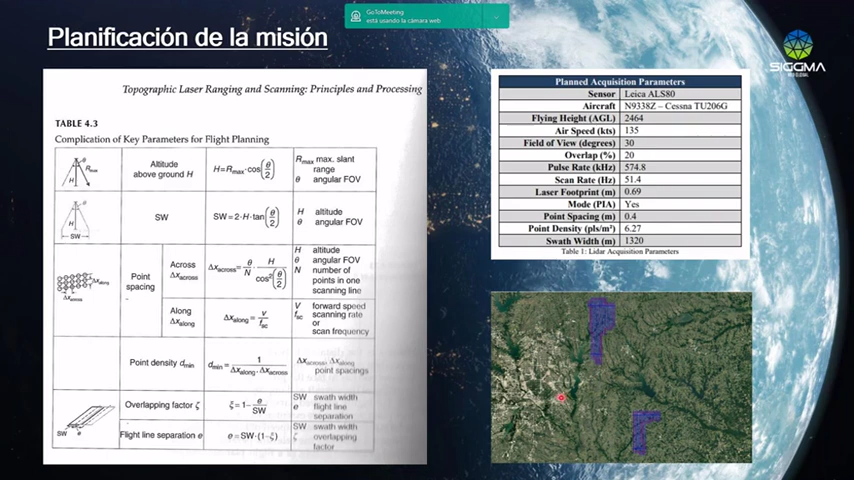 GoToMeeting
está usando la cámara web
Planificación de la misión
SIGGMA
Topographic Laser Ranging and Scanning: Principles and Processing
TABLE 4.3
Complication of Key Parameters for Flight Planning
Altitude above ground H H=Rmax·cos(θ/2) Rmax max. slant range
θ angular FOV
SW SW=2·H·tan(θ/2) H altitude
θ angular FOV
Point spacing
Across Δxacross Δxacross=θ/N·H/cos²(θ/2) H altitude
θ angular FOV
N number of points in one scanning line
Along Δxalong Δxalong=v/fsc V forward speed
fsc scanning rate or scan frequency
Point density dmin dmin=1/Δxalong·Δxacross Δxacross, Δxalong point spacings
Overlapping factor ξ ξ=1-e/SW SW swath width
e flight line separation
Flight line separation e e=SW·(1-ξ) SW swath width
ξ overlapping factor
Planned Acquisition Parameters
Sensor Leica ALS80
Aircraft N9338Z – Cessna TU206G
Flying Height (AGL) 2464
Air Speed (kts) 135
Field of View (degrees) 30
Overlap (%) 20
Pulse Rate (kHz) 574.8
Scan Rate (Hz) 51.4
Laser Footprint (m) 0.69
Mode (PIA) Yes
Point Spacing (m) 0.4
Point Density (pls/m²) 6.27
Swath Width (m) 1320
Table 1: Lidar Acquisition Parameters